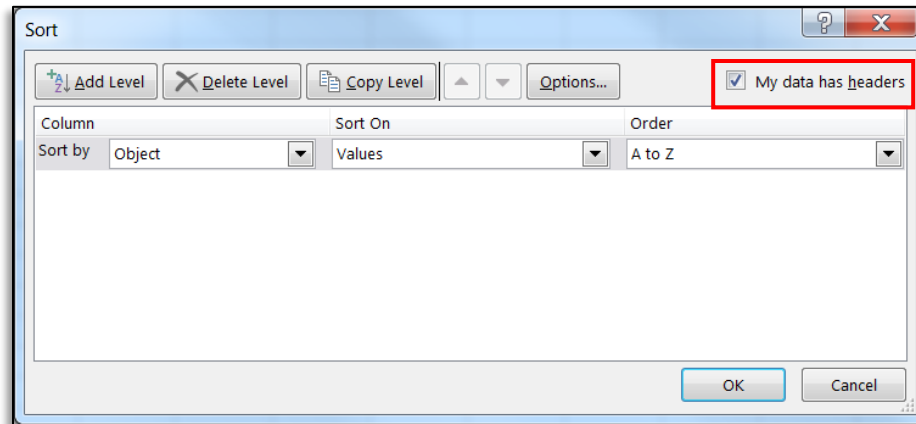 Sort
Add Level Delete Level Copy Level Options... My data has headers
Column Sort On Order
Sort by Object Values A to Z
OK Cancel